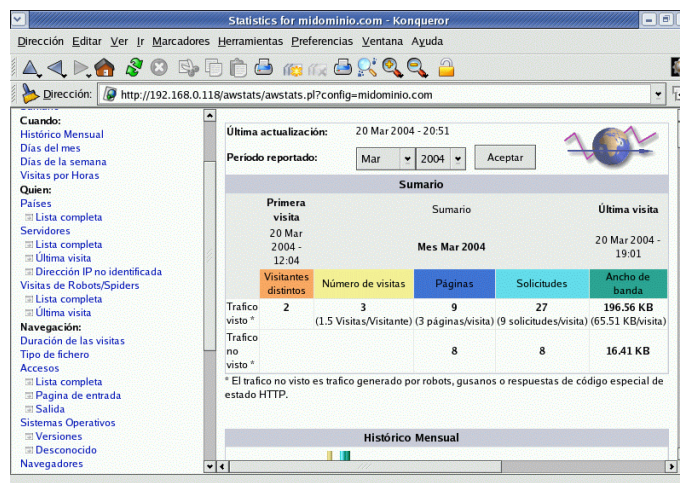 Statistics for midominio.com - Konqueror
Dirección Editar Ver Ir Marcadores Herramientas Preferencias Ventana Ayuda
Dirección: http://192.168.0.118/awstats/awstats.pl?config=midominio.com
Cuando:
Histórico Mensual
Días del mes
Días de la semana
Visitas por Horas
Quien:
Países
Lista completa
Servidores
Lista completa
Última visita
Dirección IP no identificada
Visitas de Robots/Spiders
Lista completa
Última visita
Navegación:
Duración de las visitas
Tipo de fichero
Accesos
Lista completa
Pagina de entrada
Salida
Sistemas Operativos
Versiones
Desconocido
Navegadores
Última actualización: 20 Mar 2004 - 20:51
Período reportado: Mar 2004 Aceptar
Sumario
Primera visita Sumario Última visita
20 Mar 2004 - 12:04 Mes Mar 2004 20 Mar 2004 - 19:01
Visitantes distintos Número de visitas Páginas Solicitudes Ancho de banda
Trafico visto * 2 3 9 27 196.56 KB
(1.5 Visitas/Visitante) (3 páginas/visita) (9 solicitudes/visita) (65.51 KB/visita)
Trafico no visto * 8 8 16.41 KB
* El trafico no visto es trafico generado por robots, gusanos o respuestas de código especial de
estado HTTP.
Histórico Mensual